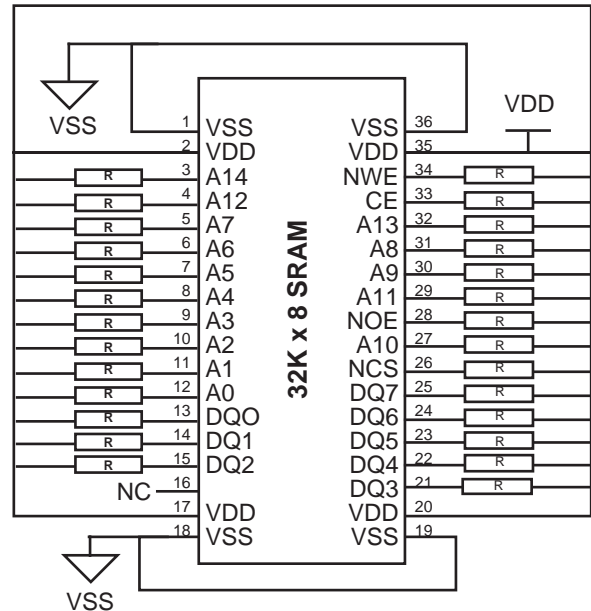 VSS
VDD
1 VSS VSS 36
2 VDD VDD 35
R 3 A14 NWE 34 R
R 4 A12 CE 33 R
R 5 A7 A13 32 R
R 6 A6 A8 31 R
R 7 A5 A9 30 R
R 8 A4 A11 29 R
R 9 A3 NOE 28 R
R 10 A2 A10 27 R
R 11 A1 NCS 26 R
R 12 A0 DQ7 25 R
R 13 DQO DQ6 24 R
R 14 DQ1 DQ5 23 R
R 15 DQ2 DQ4 22 R
NC 16 DQ3 21 R
17 VDD VDD 20
18 VSS VSS 19
32K x 8 SRAM
VSS